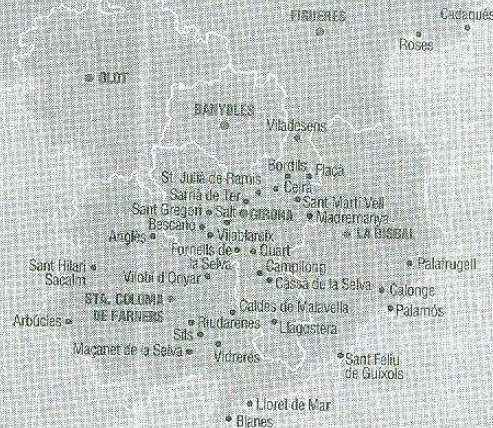 FIGUERES
Cadaqués
Roses
OLOT
BANYOLES
Viladesens
Bordils
Flaçà
St. Julià de Ramis
Celrà
Sarrià de Ter
Sant Martí Vell
Sant Gregori
Salt
GIRONA
Madremanya
Bescanó
Vilablareix
LA BISBAL
Anglès
Fornells de
la Selva
Quart
Sant Hilari
Sacalm
Campllong
Palafrugell
Vilobí d'Onyar
Cassà de la Selva
Calonge
STA. COLOMA
DE FARNERS
Caldes de Malavella
Palamós
Arbúcies
Riudarenes
Llagostera
Sils
Maçanet de la Selva
Vidreres
Sant Feliu
de Guíxols
Lloret de Mar
Blanes